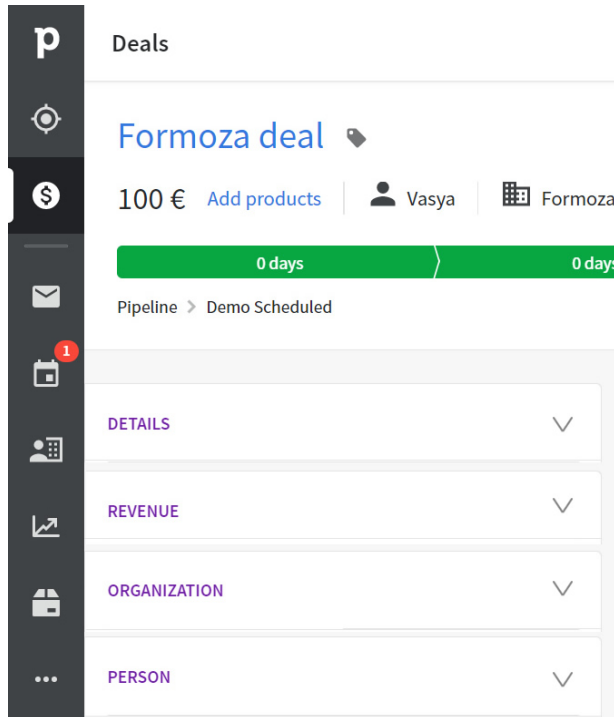 p
Deals
Formoza deal
100 € Add products Vasya Formoza
0 days 0 days
Pipeline > Demo Scheduled
1
DETAILS
REVENUE
ORGANIZATION
PERSON